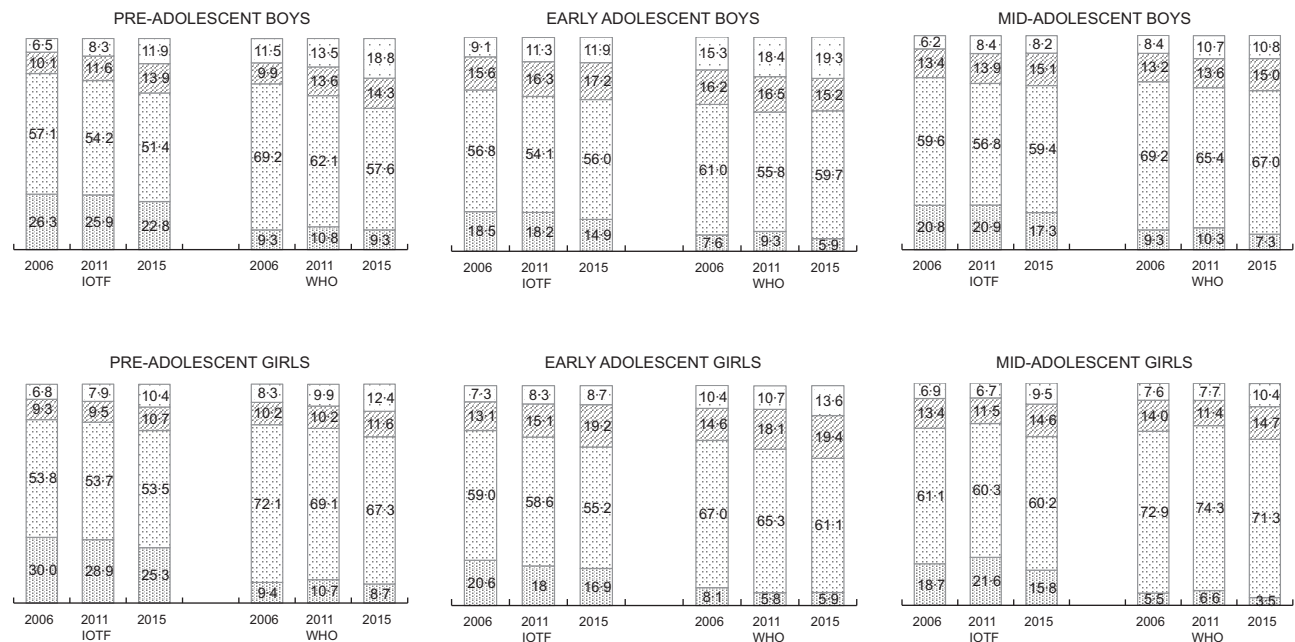 PRE-ADOLESCENT BOYS EARLY ADOLESCENT BOYS MID-ADOLESCENT BOYS
6·5 8·3 11·9 11·5 13·5 18·8 9·1 11·3 11·9 15·3 18·4 19·3 6·2 8·4 8·2 8·4 10·7 10·8
10·1 11·6 13·9 9·9 13·6 14·3 15·6 16·3 17·2 16·2 16·5 15·2 13·4 13·9 15·1 13·2 13·6 15·0
57·1 54·2 51·4 69·2 62·1 57·6 56·8 54·1 56·0 61·0 55·8 59·7 59·6 56·8 59·4 69·2 65·4 67·0
26·3 25·9 22·8 9·3 10·8 9·3 18·5 18·2 14·9 7·6 9·3 5·9 20·8 20·9 17·3 9·3 10·3 7·3
2006 2011 2015 2006 2011 2015 2006 2011 2015 2006 2011 2015 2006 2011 2015 2006 2011 2015
IOTF WHO IOTF WHO IOTF WHO
PRE-ADOLESCENT GIRLS EARLY ADOLESCENT GIRLS MID-ADOLESCENT GIRLS
6·8 7·9 10·4 8·3 9·9 12·4 7·3 8·3 8·7 10·4 10·7 13·6 6·9 6·7 9·5 7·6 7·7 10·4
9·3 9·5 10·7 10·2 10·2 11·6 13·1 15·1 19·2 14·6 18·1 19·4 13·4 11·5 14·6 14·0 11·4 14·7
53·8 53·7 53·5 72·1 69·1 67·3 59·0 58·6 55·2 67·0 65·3 61·1 61·1 60·3 60·2 72·9 74·3 71·3
30·0 28·9 25·3 9·4 10·7 8·7 20·6 18 16·9 8·1 5·8 5·9 18·7 21·6 15·8 5·5 6·6 3·5
2006 2011 2015 2006 2011 2015 2006 2011 2015 2006 2011 2015 2006 2011 2015 2006 2011 2015
IOTF WHO IOTF WHO IOTF WHO